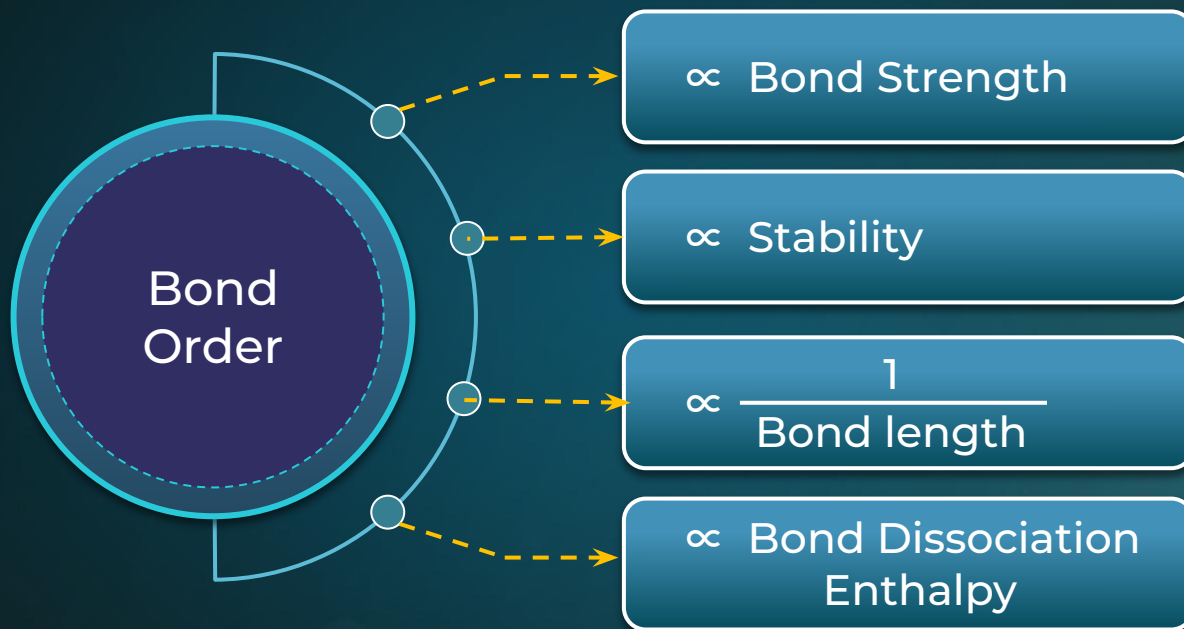 Bond
Order
∝ Bond Strength
∝ Stability
∝ 1
Bond length
∝ Bond Dissociation
Enthalpy